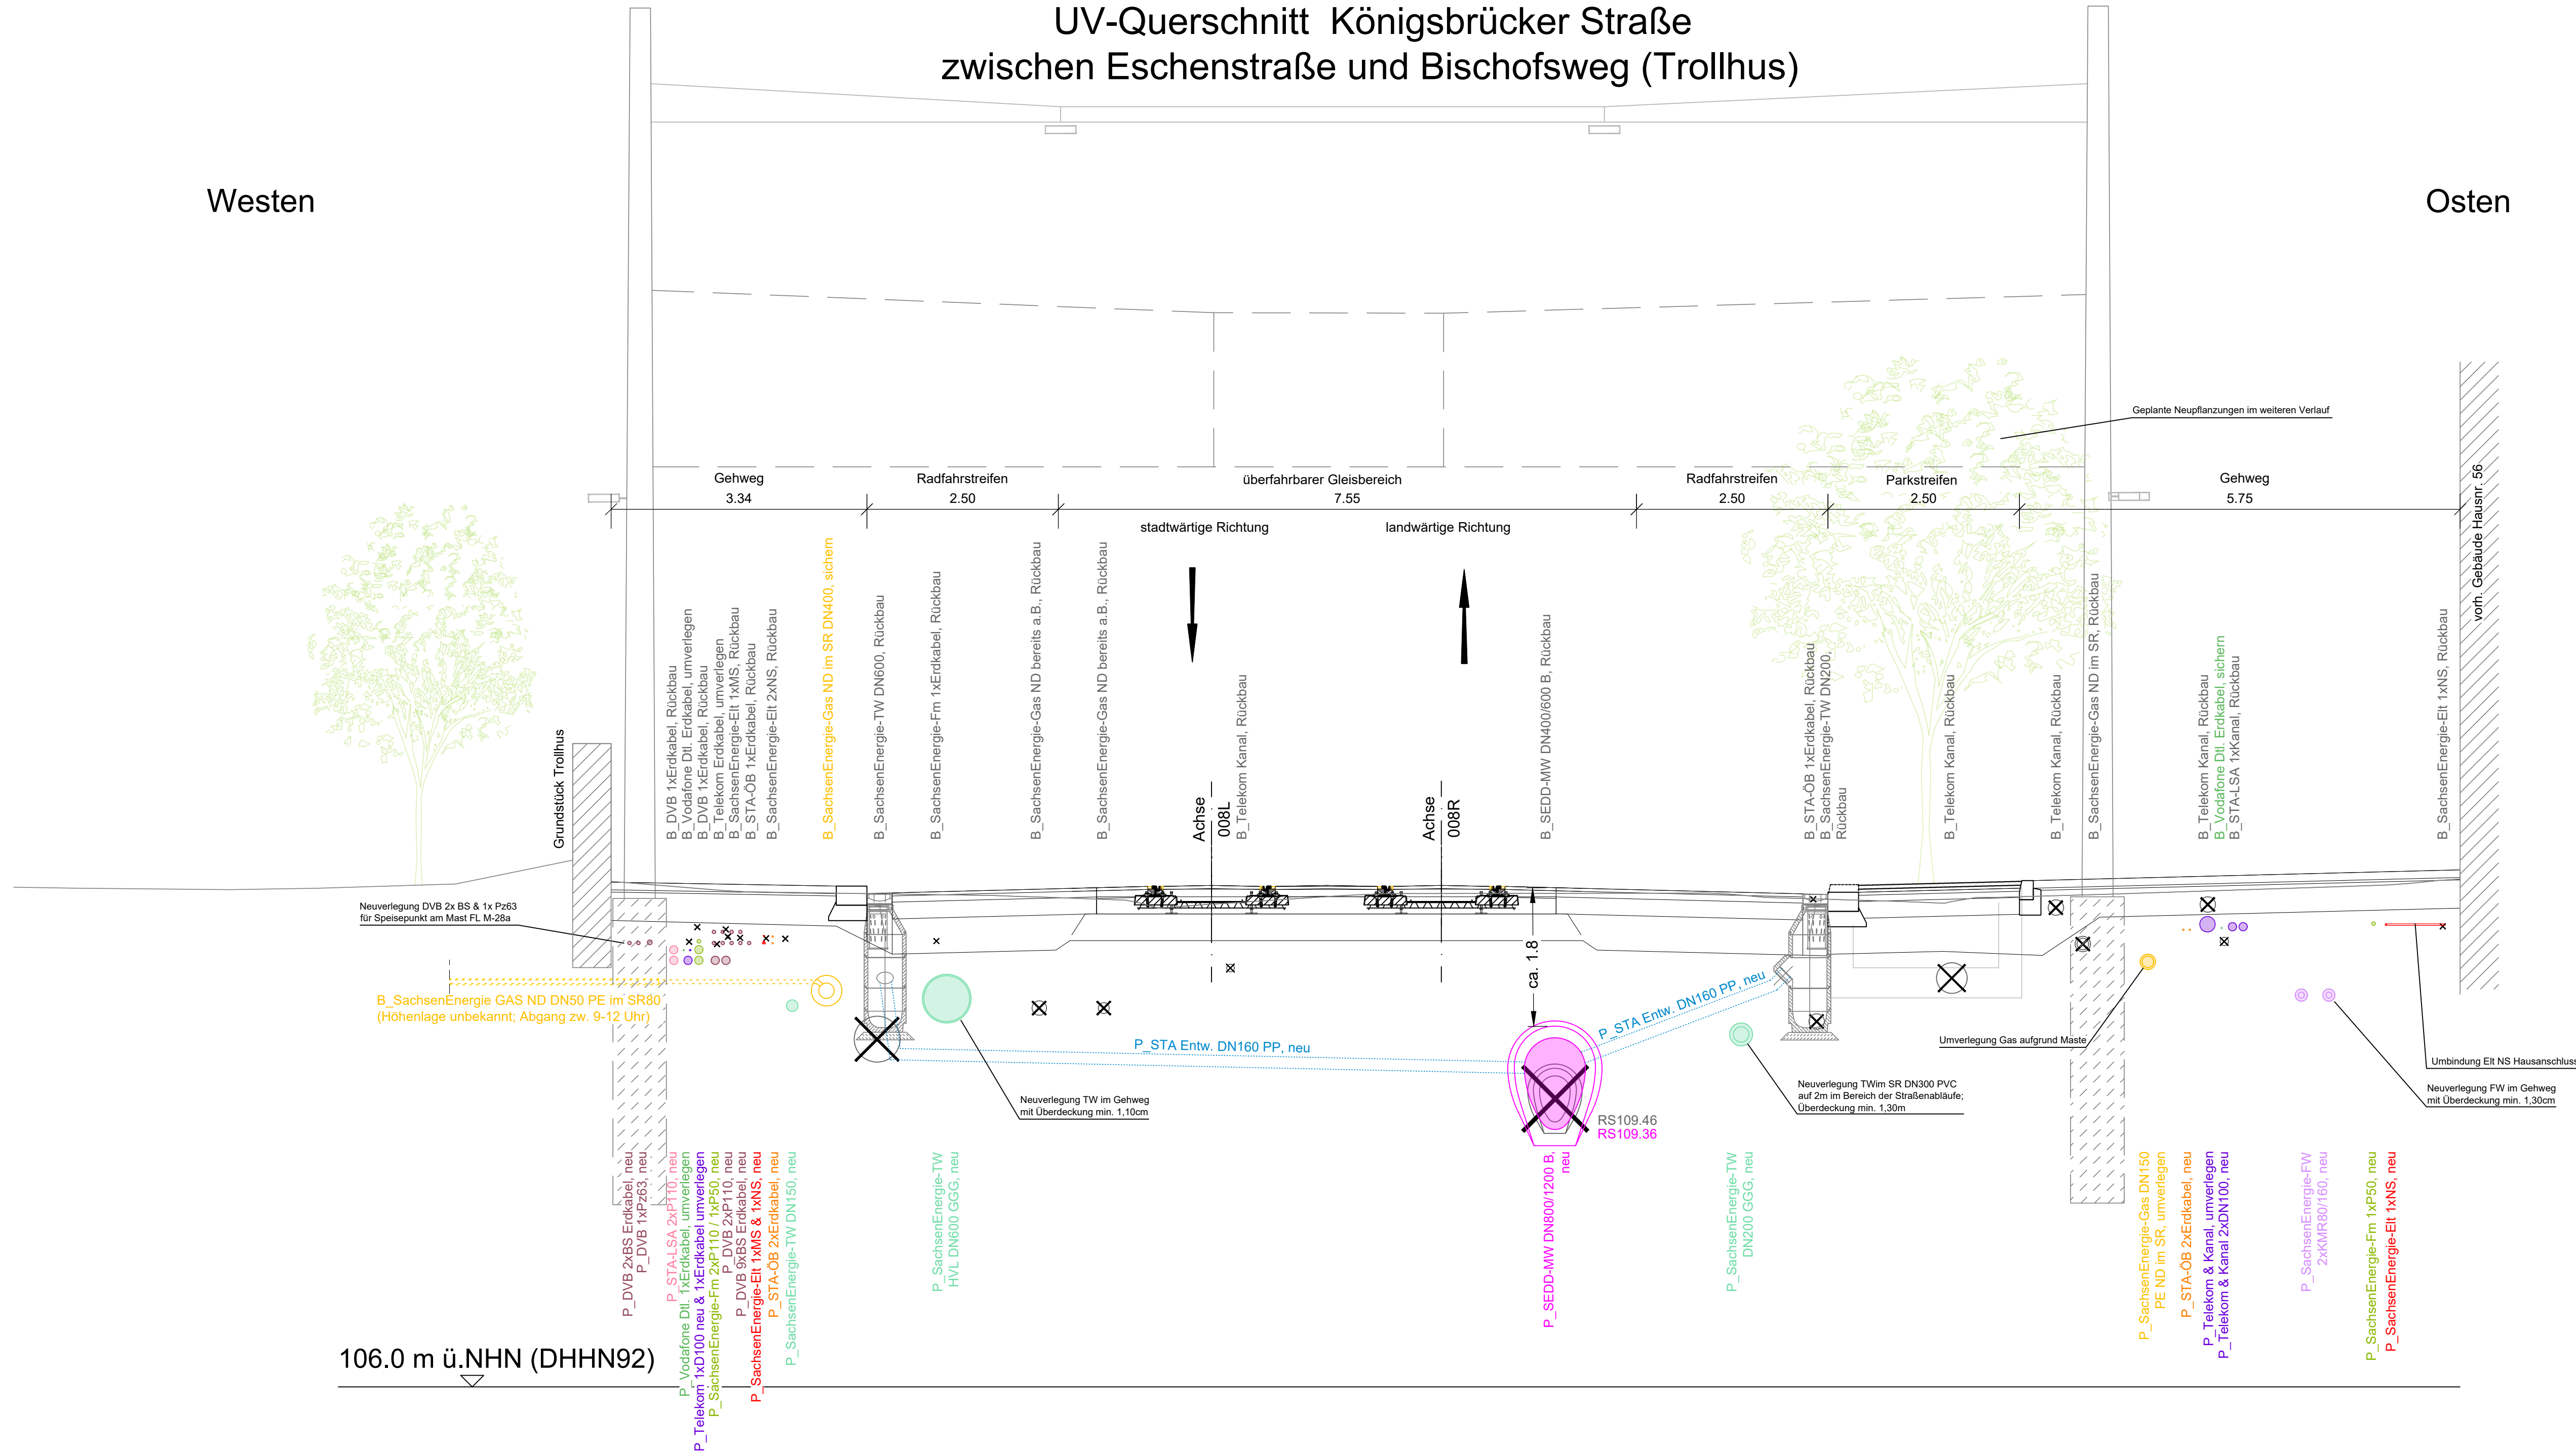 UV-Querschnitt Königsbrücker Straße
zwischen Eschenstraße und Bischofsweg (Trollhus)
Westen
Osten
Geplante Neupflanzungen im weiteren Verlauf
Gehweg
3.34
Radfahrstreifen
2.50
überfahrbarer Gleisbereich
7.55
Radfahrstreifen
2.50
Parkstreifen
2.50
Gehweg
5.75
stadtwärtige Richtung
landwärtige Richtung
vorh. Gebäude Hausnr. 56
Grundstück Trollhus
B_DVB 1xErdkabel, Rückbau
B_Vodafone Dtl. Erdkabel, umverlegen
B_DVB 1xErdkabel, Rückbau
B_Telekom Erdkabel, umverlegen
B_SachsenEnergie-Elt 1xMS, Rückbau
B_STA-ÖB 1xErdkabel, Rückbau
B_SachsenEnergie-Elt 2xNS, Rückbau
B_SachsenEnergie-Gas ND im SR DN400, sichern
B_SachsenEnergie-TW DN600, Rückbau
B_SachsenEnergie-Fm 1xErdkabel, Rückbau
B_SachsenEnergie-Gas ND bereits a.B., Rückbau
B_SachsenEnergie-Gas ND bereits a.B., Rückbau
Achse
008L
B_Telekom Kanal, Rückbau
Achse
008R
B_SEDD-MW DN400/600 B, Rückbau
B_STA-ÖB 1xErdkabel, Rückbau
B_SachsenEnergie-TW DN200,
Rückbau
B_Telekom Kanal, Rückbau
B_Telekom Kanal, Rückbau
B_SachsenEnergie-Gas ND im SR, Rückbau
B_Telekom Kanal, Rückbau
B_Vodafone Dtl. Erdkabel, sichern
B_STA-LSA 1xKanal, Rückbau
B_SachsenEnergie-Elt 1xNS, Rückbau
Neuverlegung DVB 2x BS & 1x Pz63
für Speisepunkt am Mast FL M-28a
B_SachsenEnergie GAS ND DN50 PE im SR80
(Höhenlage unbekannt; Abgang zw. 9-12 Uhr)
ca. 1.8
P_STA Entw. DN160 PP, neu
P_STA Entw. DN160 PP, neu
Neuverlegung TW im Gehweg
mit Überdeckung min. 1,10cm
RS109.46
RS109.36
Neuverlegung TWim SR DN300 PVC
auf 2m im Bereich der Straßenabläufe;
Überdeckung min. 1,30m
Umverlegung Gas aufgrund Maste
Umbindung Elt NS Hausanschluss
Neuverlegung FW im Gehweg
mit Überdeckung min. 1,30cm
P_DVB 2xBS Erdkabel, neu
P_DVB 1xPz63, neu
P_STA-LSA 2xP110, neu
P_Vodafone Dtl. 1xErdkabel, umverlegen
P_Telekom 1xD100 neu & 1xErdkabel umverlegen
P_SachsenEnergie-Fm 2xP110 / 1xP50, neu
P_DVB 2xP110, neu
P_DVB 9xBS Erdkabel, neu
P_SachsenEnergie-Elt 1xMS & 1xNS, neu
P_STA-ÖB 2xErdkabel, neu
P_SachsenEnergie-TW DN150, neu
P_SachsenEnergie-TW
HVL DN600 GGG, neu
P_SEDD-MW DN800/1200 B,
neu
P_SachsenEnergie-TW
DN200 GGG, neu
P_SachsenEnergie-Gas DN150
PE ND im SR, umverlegen
P_STA-ÖB 2xErdkabel, neu
P_Telekom & Kanal, umverlegen
P_Telekom & Kanal 2xDN100, neu
P_SachsenEnergie-FW
2xKMR80/160, neu
P_SachsenEnergie-Fm 1xP50, neu
P_SachsenEnergie-Elt 1xNS, neu
106.0 m ü.NHN (DHHN92)